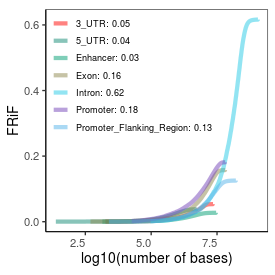 FRiF
0.6
0.4
0.2
0.0
3_UTR: 0.05
5_UTR: 0.04
Enhancer: 0.03
Exon: 0.16
Intron: 0.62
Promoter: 0.18
Promoter_Flanking_Region: 0.13
2.5 5.0 7.5
log10(number of bases)